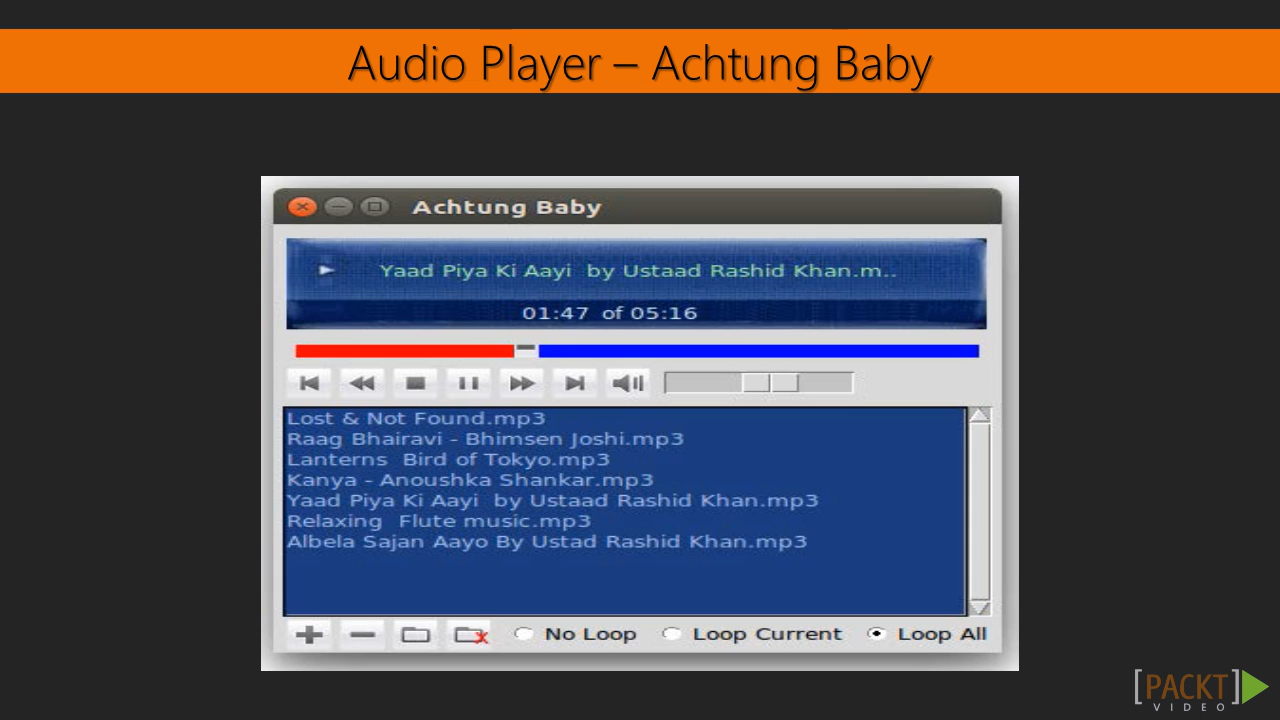 Audio Player – Achtung Baby
Achtung Baby
Yaad Piya Ki Aayi  by Ustaad Rashid Khan.m..
01:47 of 05:16
Lost & Not Found.mp3
Raag Bhairavi - Bhimsen Joshi.mp3
Lanterns  Bird of Tokyo.mp3
Kanya - Anoushka Shankar.mp3
Yaad Piya Ki Aayi  by Ustaad Rashid Khan.mp3
Relaxing  Flute music.mp3
Albela Sajan Aayo By Ustad Rashid Khan.mp3
No Loop Loop Current Loop All
[PACKT]
VIDEO